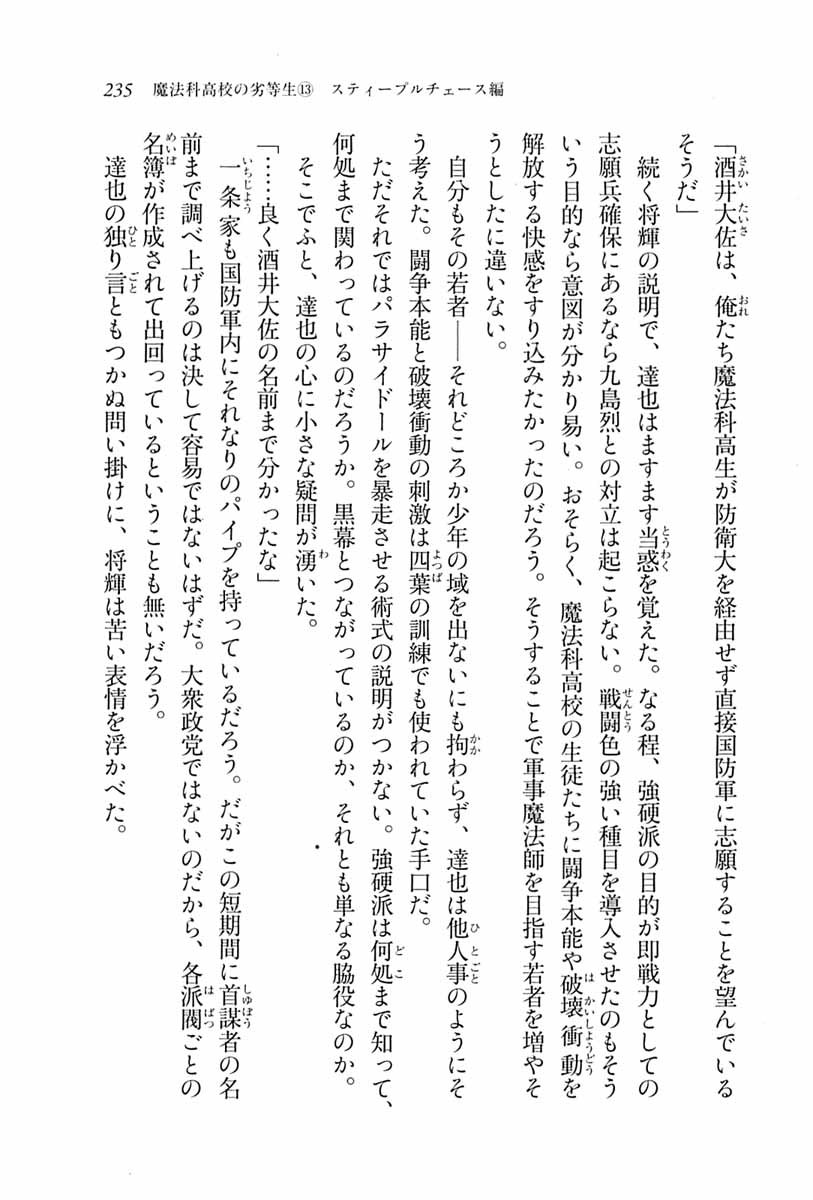 235 魔法科高校の劣等生⑬ スティープルチェース編
「酒井大佐は、俺たち魔法科高生が防衛大を経由せず直接国防軍に志願することを望んでいる
そうだ」
続く将輝の説明で、達也はますます当惑を覚えた。なる程、強硬派の目的が即戦力としての
志願兵確保にあるなら九島烈との対立は起こらない。戦闘色の強い種目を導入させたのもそう
いう目的なら意図が分かり易い。おそらく、魔法科高校の生徒たちに闘争本能や破壊衝動を
解放する快感をすり込みたかったのだろう。そうすることで軍事魔法師を目指す若者を増やそ
うとしたに違いない。
自分もその若者――それどころか少年の域を出ないにも拘わらず、達也は他人事のようにそ
う考えた。闘争本能と破壊衝動の刺激は四葉の訓練でも使われていた手口だ。
ただそれではパラサイドールを暴走させる術式の説明がつかない。強硬派は何処まで知って、
何処まで関わっているのだろうか。黒幕とつながっているのか、それとも単なる脇役なのか。
そこでふと、達也の心に小さな疑問が湧いた。
「……良く酒井大佐の名前まで分かったな」
一条家も国防軍内にそれなりのパイプを持っているだろう。だがこの短期間に首謀者の名
前まで調べ上げるのは決して容易ではないはずだ。大衆政党ではないのだから、各派閥ごとの
名簿が作成されて出回っているということも無いだろう。
達也の独り言ともつかぬ問い掛けに、将輝は苦い表情を浮かべた。